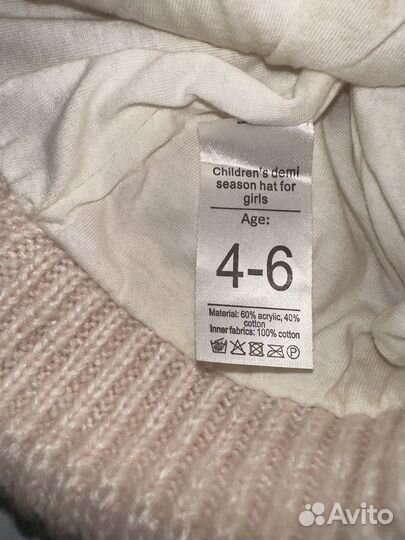 Children's demi
season hat for
girls
Age:
4-6
Material: 60% acrylic, 40%
cotton
Inner fabrics: 100% cotton
P
Avito